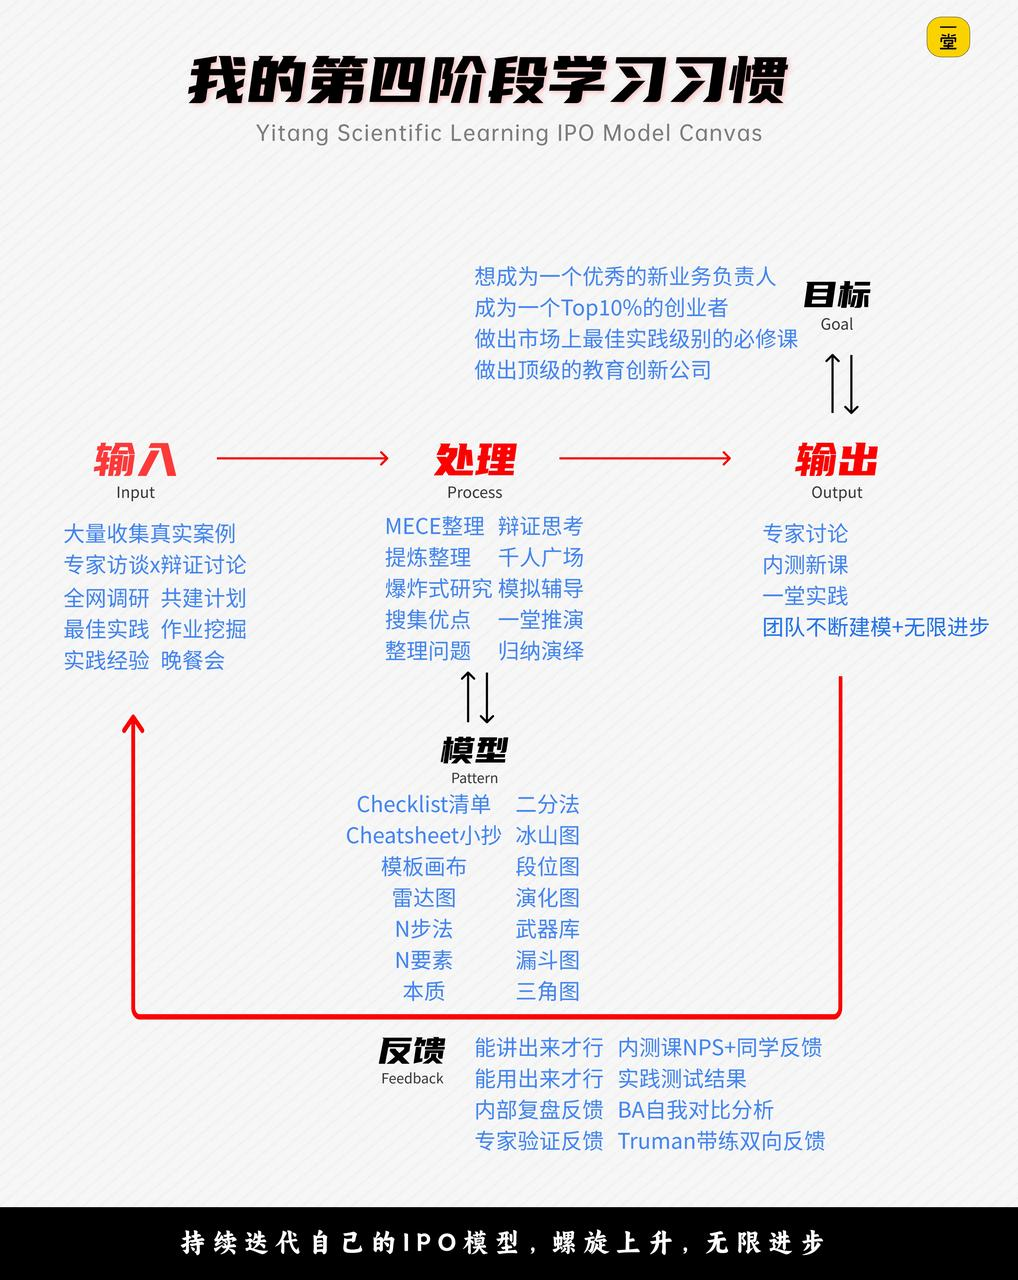 一堂
我的第四阶段学习习惯
Yitang Scientific Learning IPO Model Canvas
想成为一个优秀的新业务负责人
成为一个Top10%的创业者
做出市场上最佳实践级别的必修课
做出顶级的教育创新公司
目标
Goal
输入
Input
大量收集真实案例
专家访谈x辩证讨论
全网调研 共建计划
最佳实践 作业挖掘
实践经验 晚餐会
处理
Process
MECE整理 辩证思考
提炼整理 千人广场
爆炸式研究 模拟辅导
搜集优点 一堂推演
整理问题 归纳演绎
输出
Output
专家讨论
内测新课
一堂实践
团队不断建模+无限进步
模型
Pattern
Checklist清单 二分法
Cheatsheet小抄 冰山图
模板画布 段位图
雷达图 演化图
N步法 武器库
N要素 漏斗图
本质 三角图
反馈
Feedback
能讲出来才行 内测课NPS+同学反馈
能用出来才行 实践测试结果
内部复盘反馈 BA自我对比分析
专家验证反馈 Truman带练双向反馈
持续迭代自己的IPO模型，螺旋上升，无限进步